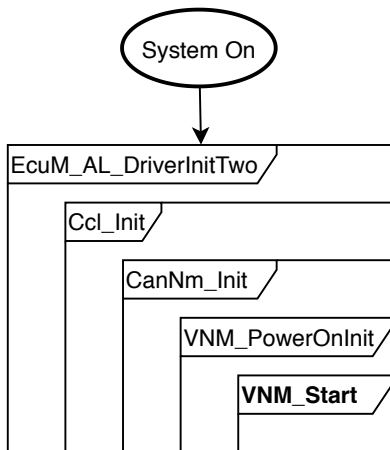 System On
EcuM_AL_DriverInitTwo
Ccl_Init
CanNm_Init
VNM_PowerOnInit
VNM_Start